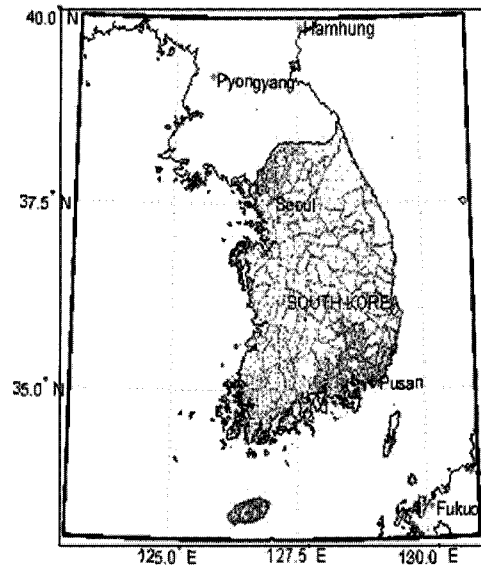 40.0° N
Hamhung
Pyongyang
37.5° N
Seoul
SOUTH KOREA
35.0° N
Pusan
Fukuo
125.0° E
127.5° E
130.0° E